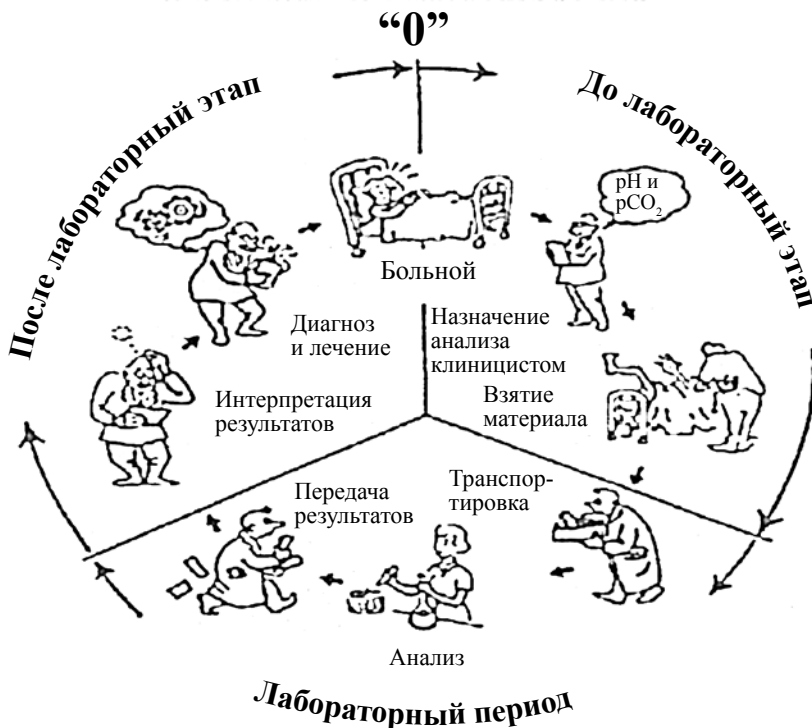 “0”
После лабораторный этап
До лабораторный этап
pH и
pCO₂
Больной
Диагноз
и лечение
Назначение
анализа
клиницистом
Интерпретация
результатов
Взятие
материала
Передача
результатов
Транспор-
тировка
Анализ
Лабораторный период